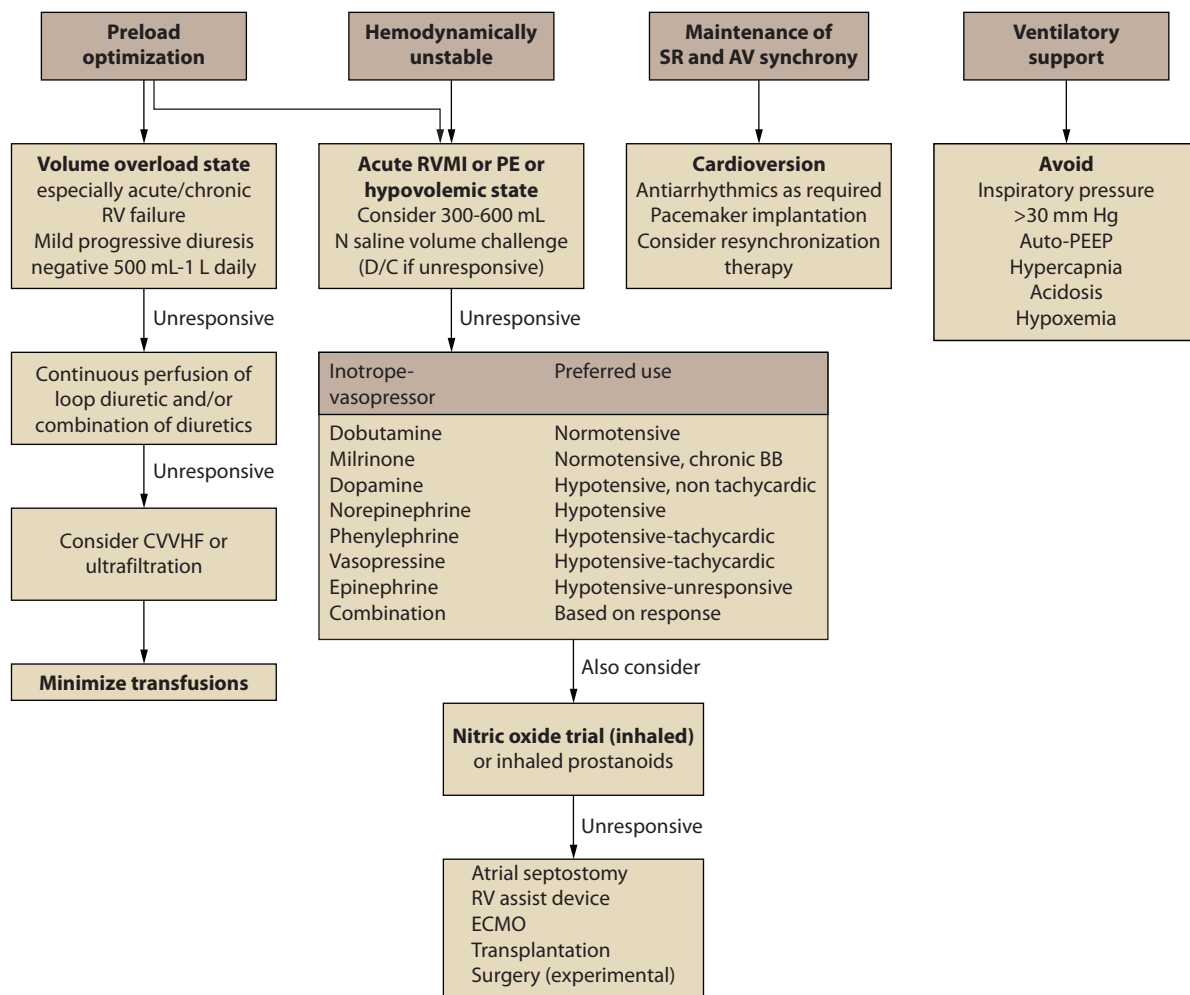 Preload
optimization
Hemodynamically
unstable
Maintenance of
SR and AV synchrony
Ventilatory
support
Volume overload state
especially acute/chronic
RV failure
Mild progressive diuresis
negative 500 mL-1 L daily
Acute RVMI or PE or
hypovolemic state
Consider 300-600 mL
N saline volume challenge
(D/C if unresponsive)
Cardioversion
Antiarrhythmics as required
Pacemaker implantation
Consider resynchronization
therapy
Avoid
Inspiratory pressure
>30 mm Hg
Auto-PEEP
Hypercapnia
Acidosis
Hypoxemia
Unresponsive
Unresponsive
Continuous perfusion of
loop diuretic and/or
combination of diuretics
Unresponsive
Consider CVVHF or
ultrafiltration
Minimize transfusions
Inotrope-
vasopressor
Preferred use
Dobutamine Normotensive
Milrinone Normotensive, chronic BB
Dopamine Hypotensive, non tachycardic
Norepinephrine Hypotensive
Phenylephrine Hypotensive-tachycardic
Vasopressine Hypotensive-tachycardic
Epinephrine Hypotensive-unresponsive
Combination Based on response
Also consider
Nitric oxide trial (inhaled)
or inhaled prostanoids
Unresponsive
Atrial septostomy
RV assist device
ECMO
Transplantation
Surgery (experimental)